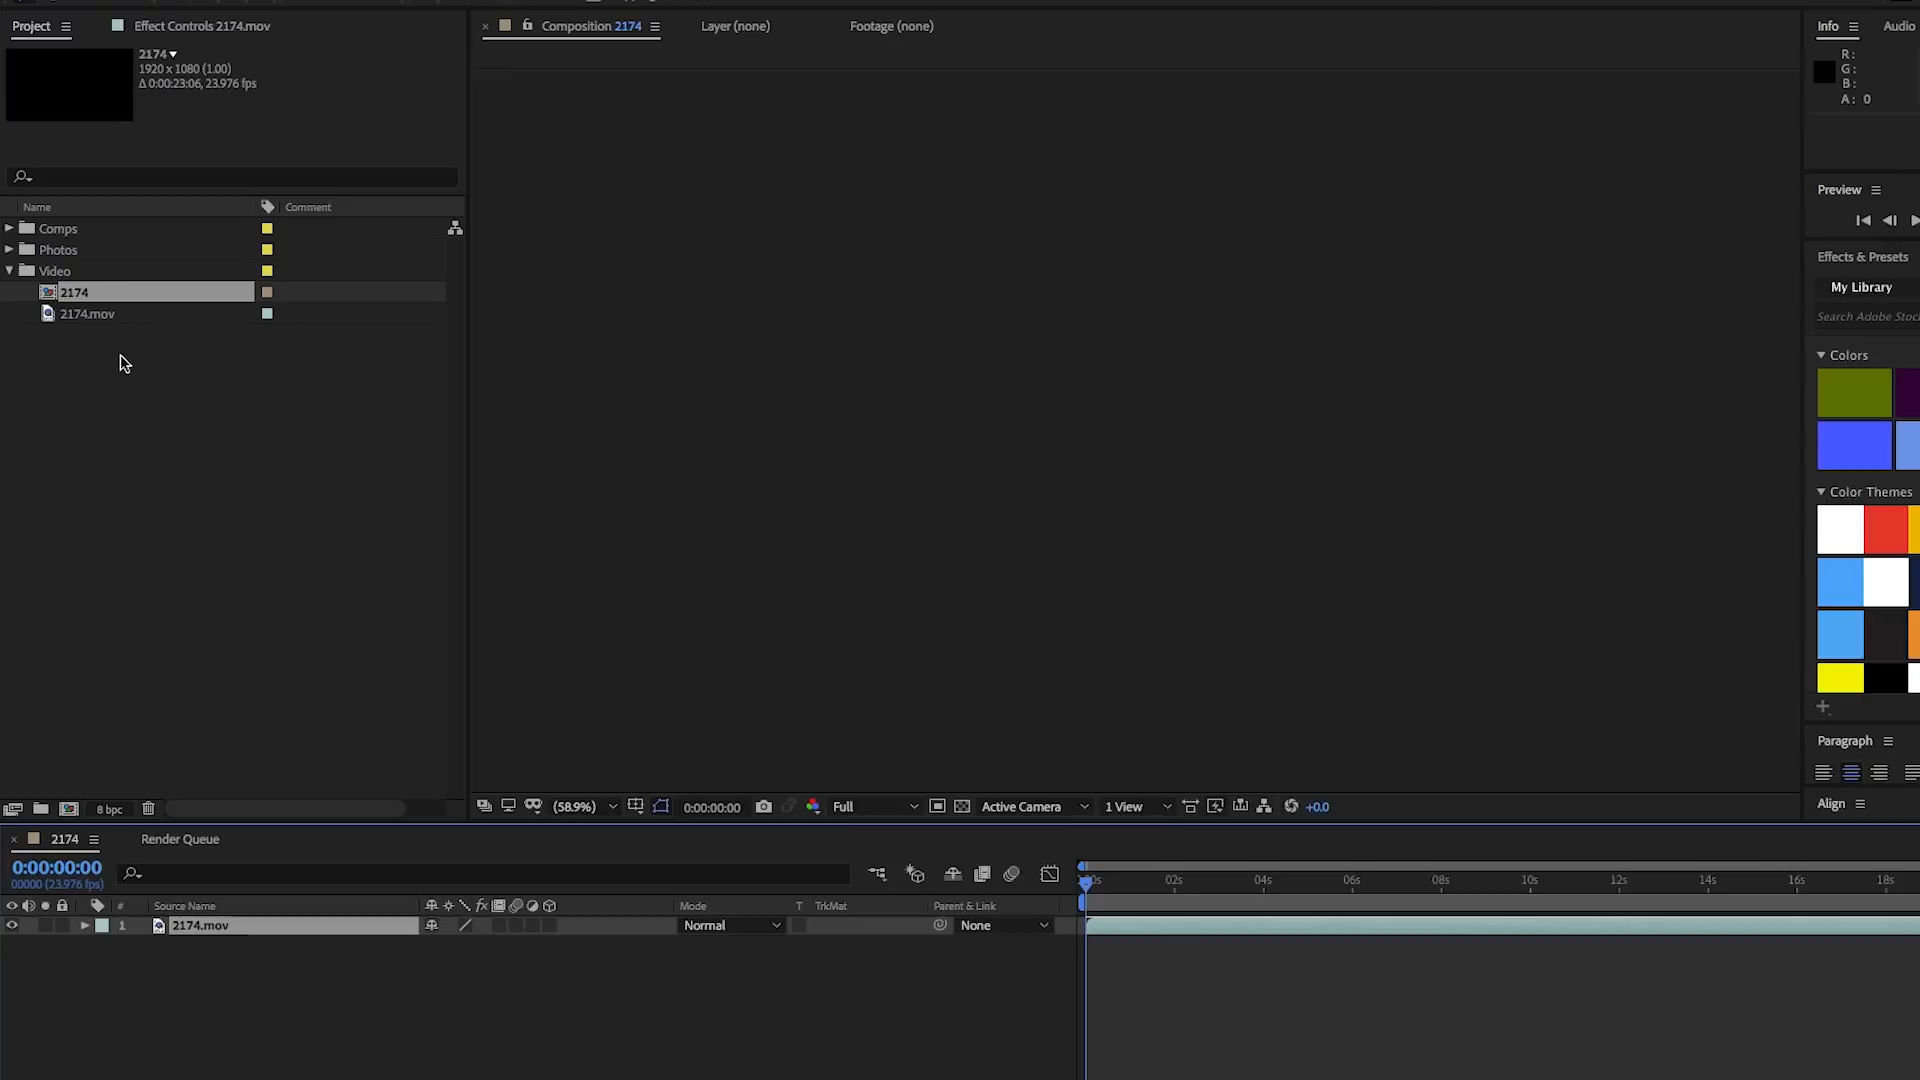 Project
Effect Controls 2174.mov
Composition 2174
Layer (none)
Footage (none)
Info
Audio
2174
1920 x 1080 (1.00)
Δ 0:00:23:06, 23.976 fps
R:
G:
B:
A: 0
Name
Comment
Comps
Photos
Video
2174
2174.mov
Preview
Effects & Presets
My Library
Search Adobe Stock
Colors
Color Themes
Paragraph
Align
8 bpc
(58.9%)
0:00:00:00
Full
Active Camera
1 View
+0.0
2174
Render Queue
0:00:00:00
00000 (23.976 fps)
02s
04s
06s
08s
10s
12s
14s
16s
18s
#
Source Name
fx
Mode
T
TrkMat
Parent & Link
1
2174.mov
Normal
None